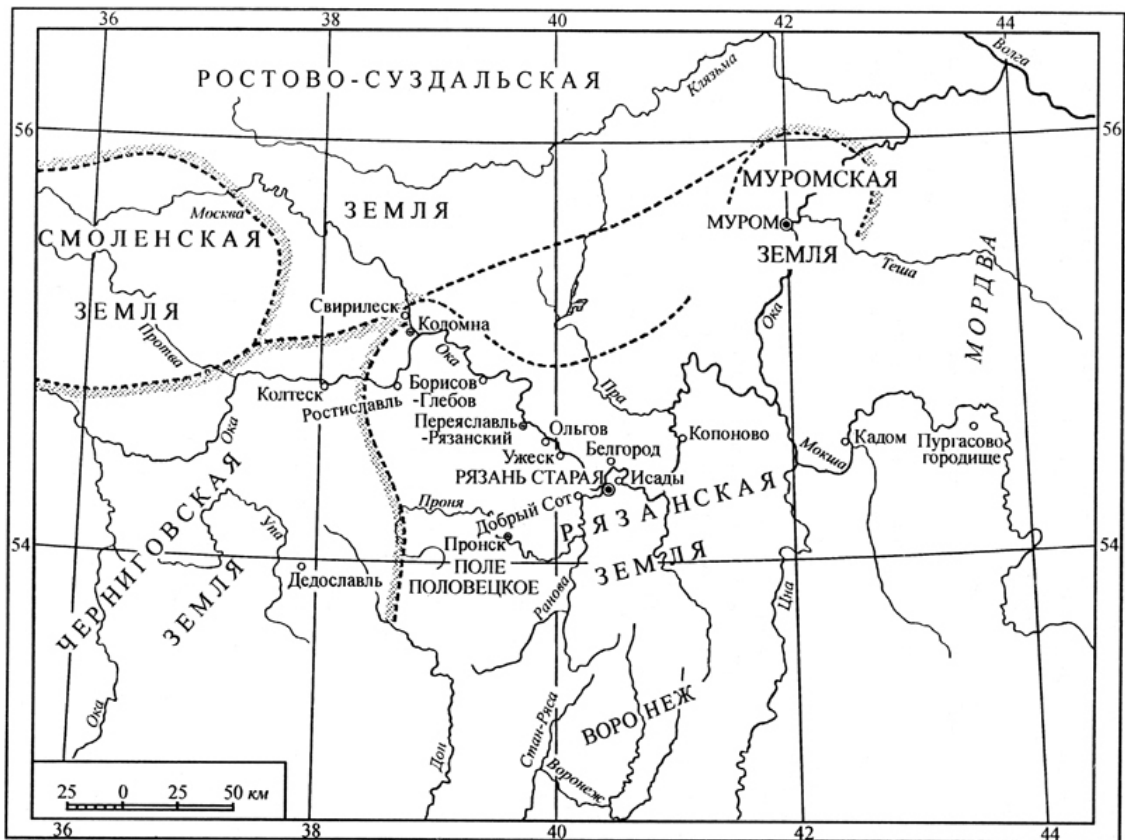 36
38
40
42
44
Волга
РОСТОВО-СУЗДАЛЬСКАЯ
Клязьма
56
56
МУРОМСКАЯ
ЗЕМЛЯ
Москва
СМОЛЕНСКАЯ
МУРОМ
ЗЕМЛЯ
Теша
МОРДВА
ЗЕМЛЯ
Свирилеск
Коломна
Ока
Ока
Протва
Колтеск
Ростиславль
Борисов
-Глебов
Пра
Переяславль
-Рязанский
Ольгов
Копоново
Ужеск
Белгород
Ока
Мокша
Кадом
Пургасово
городище
РЯЗАНЬ СТАРАЯ
Исады
Проня
Добрый Сот
РЯЗАНСКАЯ
ЗЕМЛЯ
ЧЕРНИГОВСКАЯ
ЗЕМЛЯ
Упа
54
54
Пронск
ПОЛЕ
ПОЛОВЕЦКОЕ
Дедославль
Ранова
Цна
ВОРОНЕЖ
Стан-Ряса
Воронеж
Ока
Дон
25 0 25 50 км
36
38
40
42
44